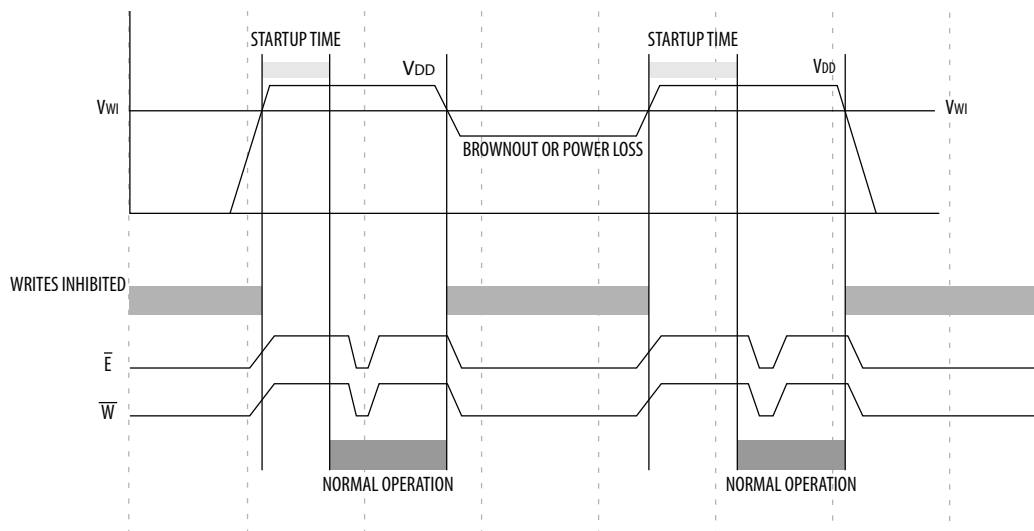 STARTUP TIME
STARTUP TIME
VDD
VDD
VWI
VWI
BROWNOUT OR POWER LOSS
WRITES INHIBITED
E̅
W̅
NORMAL OPERATION
NORMAL OPERATION